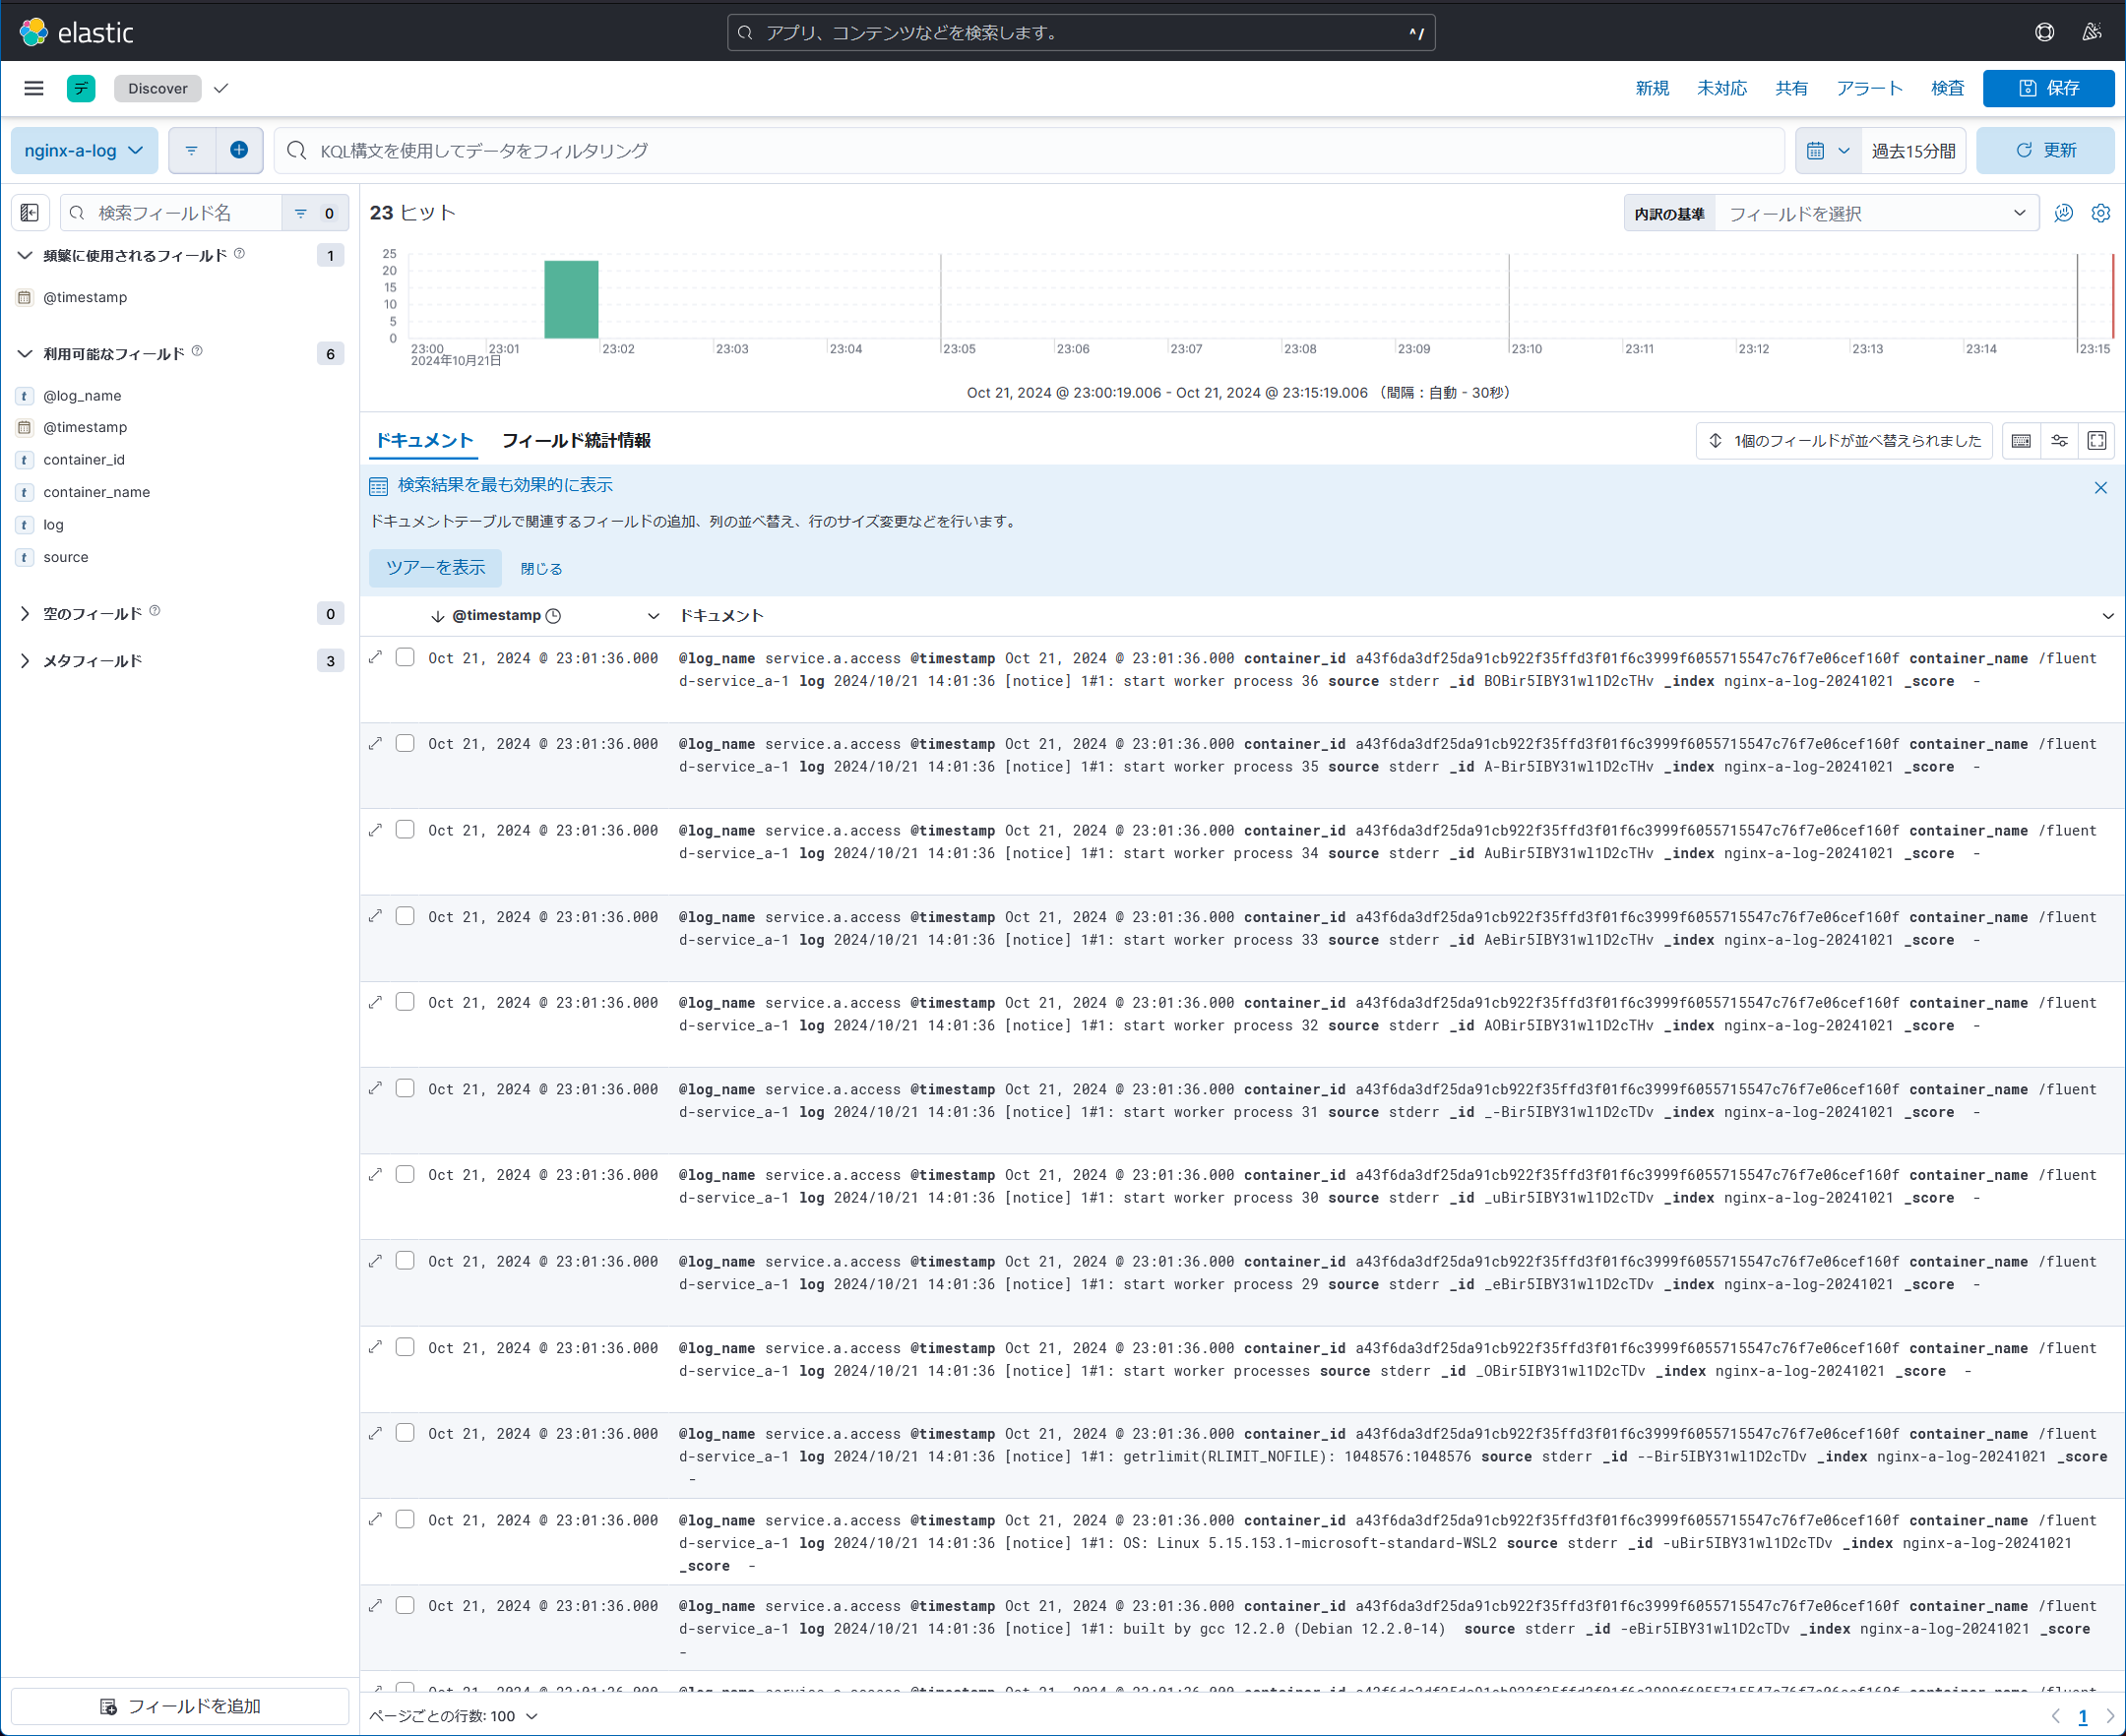 elastic
アプリ、コンテンツなどを検索します。
^/
デ
Discover
新規
未対応
共有
アラート
検査
保存
nginx-a-log
KQL構文を使用してデータをフィルタリング
過去15分間
更新
検索フィールド名
0
頻繁に使用されるフィールド
1
@timestamp
利用可能なフィールド
6
t @log_name
@timestamp
t container_id
t container_name
t log
t source
空のフィールド
0
メタフィールド
3
フィールドを追加
23 ヒット
内訳の基準 フィールドを選択
25
20
15
10
5
0
23:00 23:01 23:02 23:03 23:04 23:05 23:06 23:07 23:08 23:09 23:10 23:11 23:12 23:13 23:14 23:15
2024年10月21日
Oct 21, 2024 @ 23:00:19.006 - Oct 21, 2024 @ 23:15:19.006 （間隔：自動 - 30秒）
ドキュメント フィールド統計情報
1個のフィールドが並べ替えられました
検索結果を最も効果的に表示
ドキュメントテーブルで関連するフィールドの追加、列の並べ替え、行のサイズ変更などを行います。
ツアーを表示 閉じる
@timestamp ドキュメント
Oct 21, 2024 @ 23:01:36.000 @log_name service.a.access @timestamp Oct 21, 2024 @ 23:01:36.000 container_id a43f6da3df25da91cb922f35ffd3f01f6c3999f6055715547c76f7e06cef160f container_name /fluent
d-service_a-1 log 2024/10/21 14:01:36 [notice] 1#1: start worker process 36 source stderr _id BOBir5IBY31wl1D2cTHv _index nginx-a-log-20241021 _score -
Oct 21, 2024 @ 23:01:36.000 @log_name service.a.access @timestamp Oct 21, 2024 @ 23:01:36.000 container_id a43f6da3df25da91cb922f35ffd3f01f6c3999f6055715547c76f7e06cef160f container_name /fluent
d-service_a-1 log 2024/10/21 14:01:36 [notice] 1#1: start worker process 35 source stderr _id A-Bir5IBY31wl1D2cTHv _index nginx-a-log-20241021 _score -
Oct 21, 2024 @ 23:01:36.000 @log_name service.a.access @timestamp Oct 21, 2024 @ 23:01:36.000 container_id a43f6da3df25da91cb922f35ffd3f01f6c3999f6055715547c76f7e06cef160f container_name /fluent
d-service_a-1 log 2024/10/21 14:01:36 [notice] 1#1: start worker process 34 source stderr _id AuBir5IBY31wl1D2cTHv _index nginx-a-log-20241021 _score -
Oct 21, 2024 @ 23:01:36.000 @log_name service.a.access @timestamp Oct 21, 2024 @ 23:01:36.000 container_id a43f6da3df25da91cb922f35ffd3f01f6c3999f6055715547c76f7e06cef160f container_name /fluent
d-service_a-1 log 2024/10/21 14:01:36 [notice] 1#1: start worker process 33 source stderr _id AeBir5IBY31wl1D2cTHv _index nginx-a-log-20241021 _score -
Oct 21, 2024 @ 23:01:36.000 @log_name service.a.access @timestamp Oct 21, 2024 @ 23:01:36.000 container_id a43f6da3df25da91cb922f35ffd3f01f6c3999f6055715547c76f7e06cef160f container_name /fluent
d-service_a-1 log 2024/10/21 14:01:36 [notice] 1#1: start worker process 32 source stderr _id AOBir5IBY31wl1D2cTHv _index nginx-a-log-20241021 _score -
Oct 21, 2024 @ 23:01:36.000 @log_name service.a.access @timestamp Oct 21, 2024 @ 23:01:36.000 container_id a43f6da3df25da91cb922f35ffd3f01f6c3999f6055715547c76f7e06cef160f container_name /fluent
d-service_a-1 log 2024/10/21 14:01:36 [notice] 1#1: start worker process 31 source stderr _id _-Bir5IBY31wl1D2cTDv _index nginx-a-log-20241021 _score -
Oct 21, 2024 @ 23:01:36.000 @log_name service.a.access @timestamp Oct 21, 2024 @ 23:01:36.000 container_id a43f6da3df25da91cb922f35ffd3f01f6c3999f6055715547c76f7e06cef160f container_name /fluent
d-service_a-1 log 2024/10/21 14:01:36 [notice] 1#1: start worker process 30 source stderr _id _uBir5IBY31wl1D2cTDv _index nginx-a-log-20241021 _score -
Oct 21, 2024 @ 23:01:36.000 @log_name service.a.access @timestamp Oct 21, 2024 @ 23:01:36.000 container_id a43f6da3df25da91cb922f35ffd3f01f6c3999f6055715547c76f7e06cef160f container_name /fluent
d-service_a-1 log 2024/10/21 14:01:36 [notice] 1#1: start worker process 29 source stderr _id _eBir5IBY31wl1D2cTDv _index nginx-a-log-20241021 _score -
Oct 21, 2024 @ 23:01:36.000 @log_name service.a.access @timestamp Oct 21, 2024 @ 23:01:36.000 container_id a43f6da3df25da91cb922f35ffd3f01f6c3999f6055715547c76f7e06cef160f container_name /fluent
d-service_a-1 log 2024/10/21 14:01:36 [notice] 1#1: start worker processes source stderr _id _OBir5IBY31wl1D2cTDv _index nginx-a-log-20241021 _score -
Oct 21, 2024 @ 23:01:36.000 @log_name service.a.access @timestamp Oct 21, 2024 @ 23:01:36.000 container_id a43f6da3df25da91cb922f35ffd3f01f6c3999f6055715547c76f7e06cef160f container_name /fluent
d-service_a-1 log 2024/10/21 14:01:36 [notice] 1#1: getrlimit(RLIMIT_NOFILE): 1048576:1048576 source stderr _id --Bir5IBY31wl1D2cTDv _index nginx-a-log-20241021 _score
-
Oct 21, 2024 @ 23:01:36.000 @log_name service.a.access @timestamp Oct 21, 2024 @ 23:01:36.000 container_id a43f6da3df25da91cb922f35ffd3f01f6c3999f6055715547c76f7e06cef160f container_name /fluent
d-service_a-1 log 2024/10/21 14:01:36 [notice] 1#1: OS: Linux 5.15.153.1-microsoft-standard-WSL2 source stderr _id -uBir5IBY31wl1D2cTDv _index nginx-a-log-20241021
_score -
Oct 21, 2024 @ 23:01:36.000 @log_name service.a.access @timestamp Oct 21, 2024 @ 23:01:36.000 container_id a43f6da3df25da91cb922f35ffd3f01f6c3999f6055715547c76f7e06cef160f container_name /fluent
d-service_a-1 log 2024/10/21 14:01:36 [notice] 1#1: built by gcc 12.2.0 (Debian 12.2.0-14) source stderr _id -eBir5IBY31wl1D2cTDv _index nginx-a-log-20241021 _score
-
ページごとの行数: 100
1